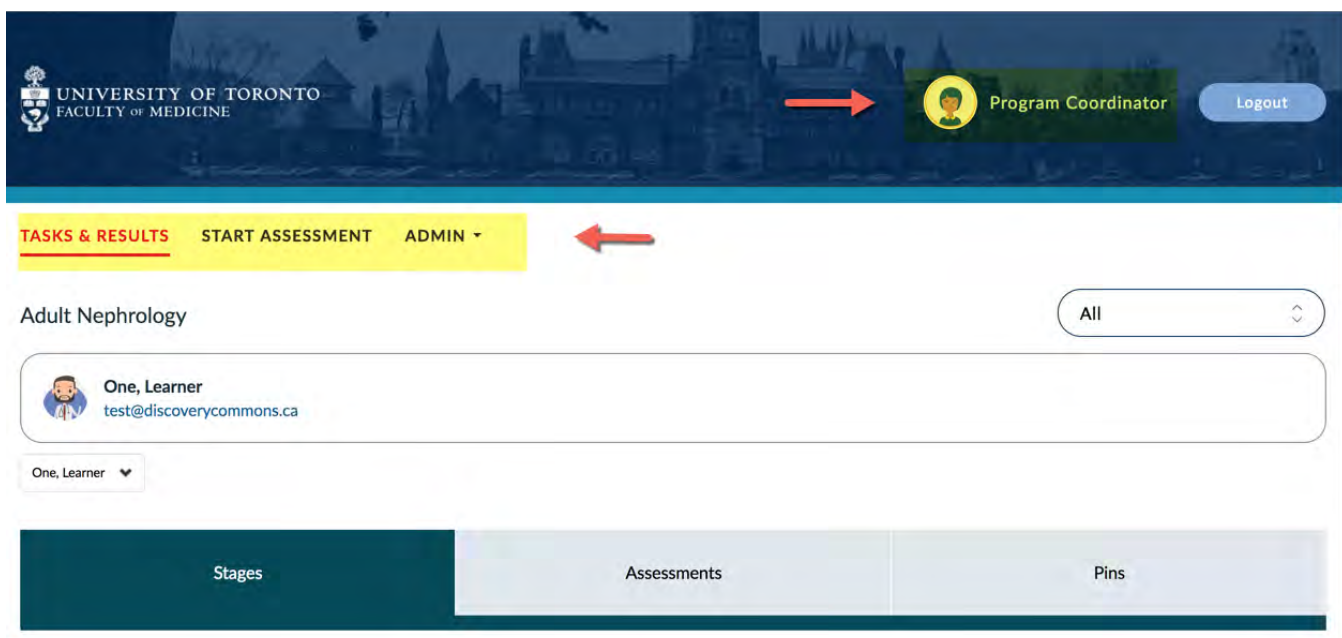 UNIVERSITY OF TORONTO
FACULTY OF MEDICINE
Program Coordinator
Logout
TASKS & RESULTS START ASSESSMENT ADMIN
Adult Nephrology
All
One, Learner
test@discoverycommons.ca
One, Learner
Stages Assessments Pins